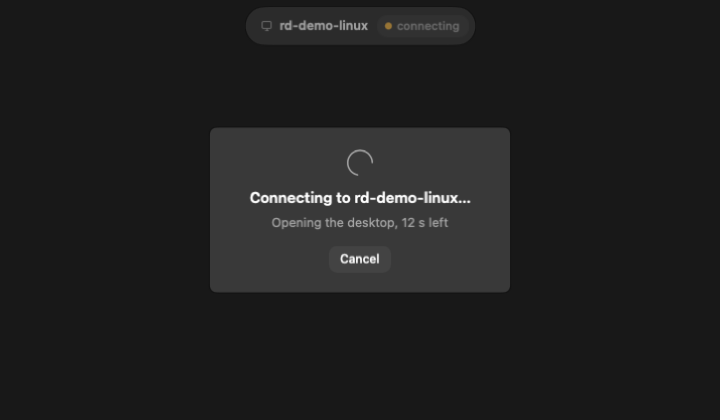 rd-demo-linux connecting
Connecting to rd-demo-linux...
Opening the desktop, 12 s left
Cancel